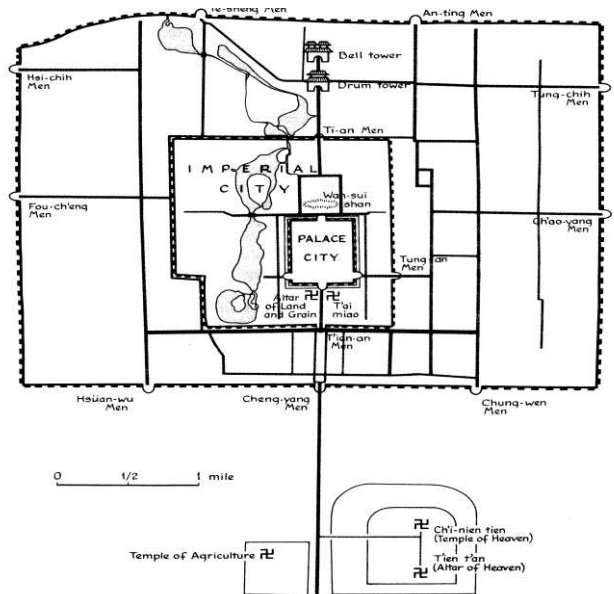 Te-sheng Men
An-ting Men
Bell tower
Hsi-chih
Men
Drum tower
Tung-chih
Men
Ti-an Men
IMPERIAL
CITY
Wan-sui
shan
Fou-ch'eng
Men
Ch'ao-yang
Men
PALACE
CITY
Tung-an
Men
Altar
of Land
and Grain
T'ai
miao
T'ien-an
Men
Hsüan-wu
Men
Cheng-yang
Men
Chung-wen
Men
0 1/2 1 mile
Ch'i-nien tien
(Temple of Heaven)
Temple of Agriculture
T'ien t'an
(Altar of Heaven)